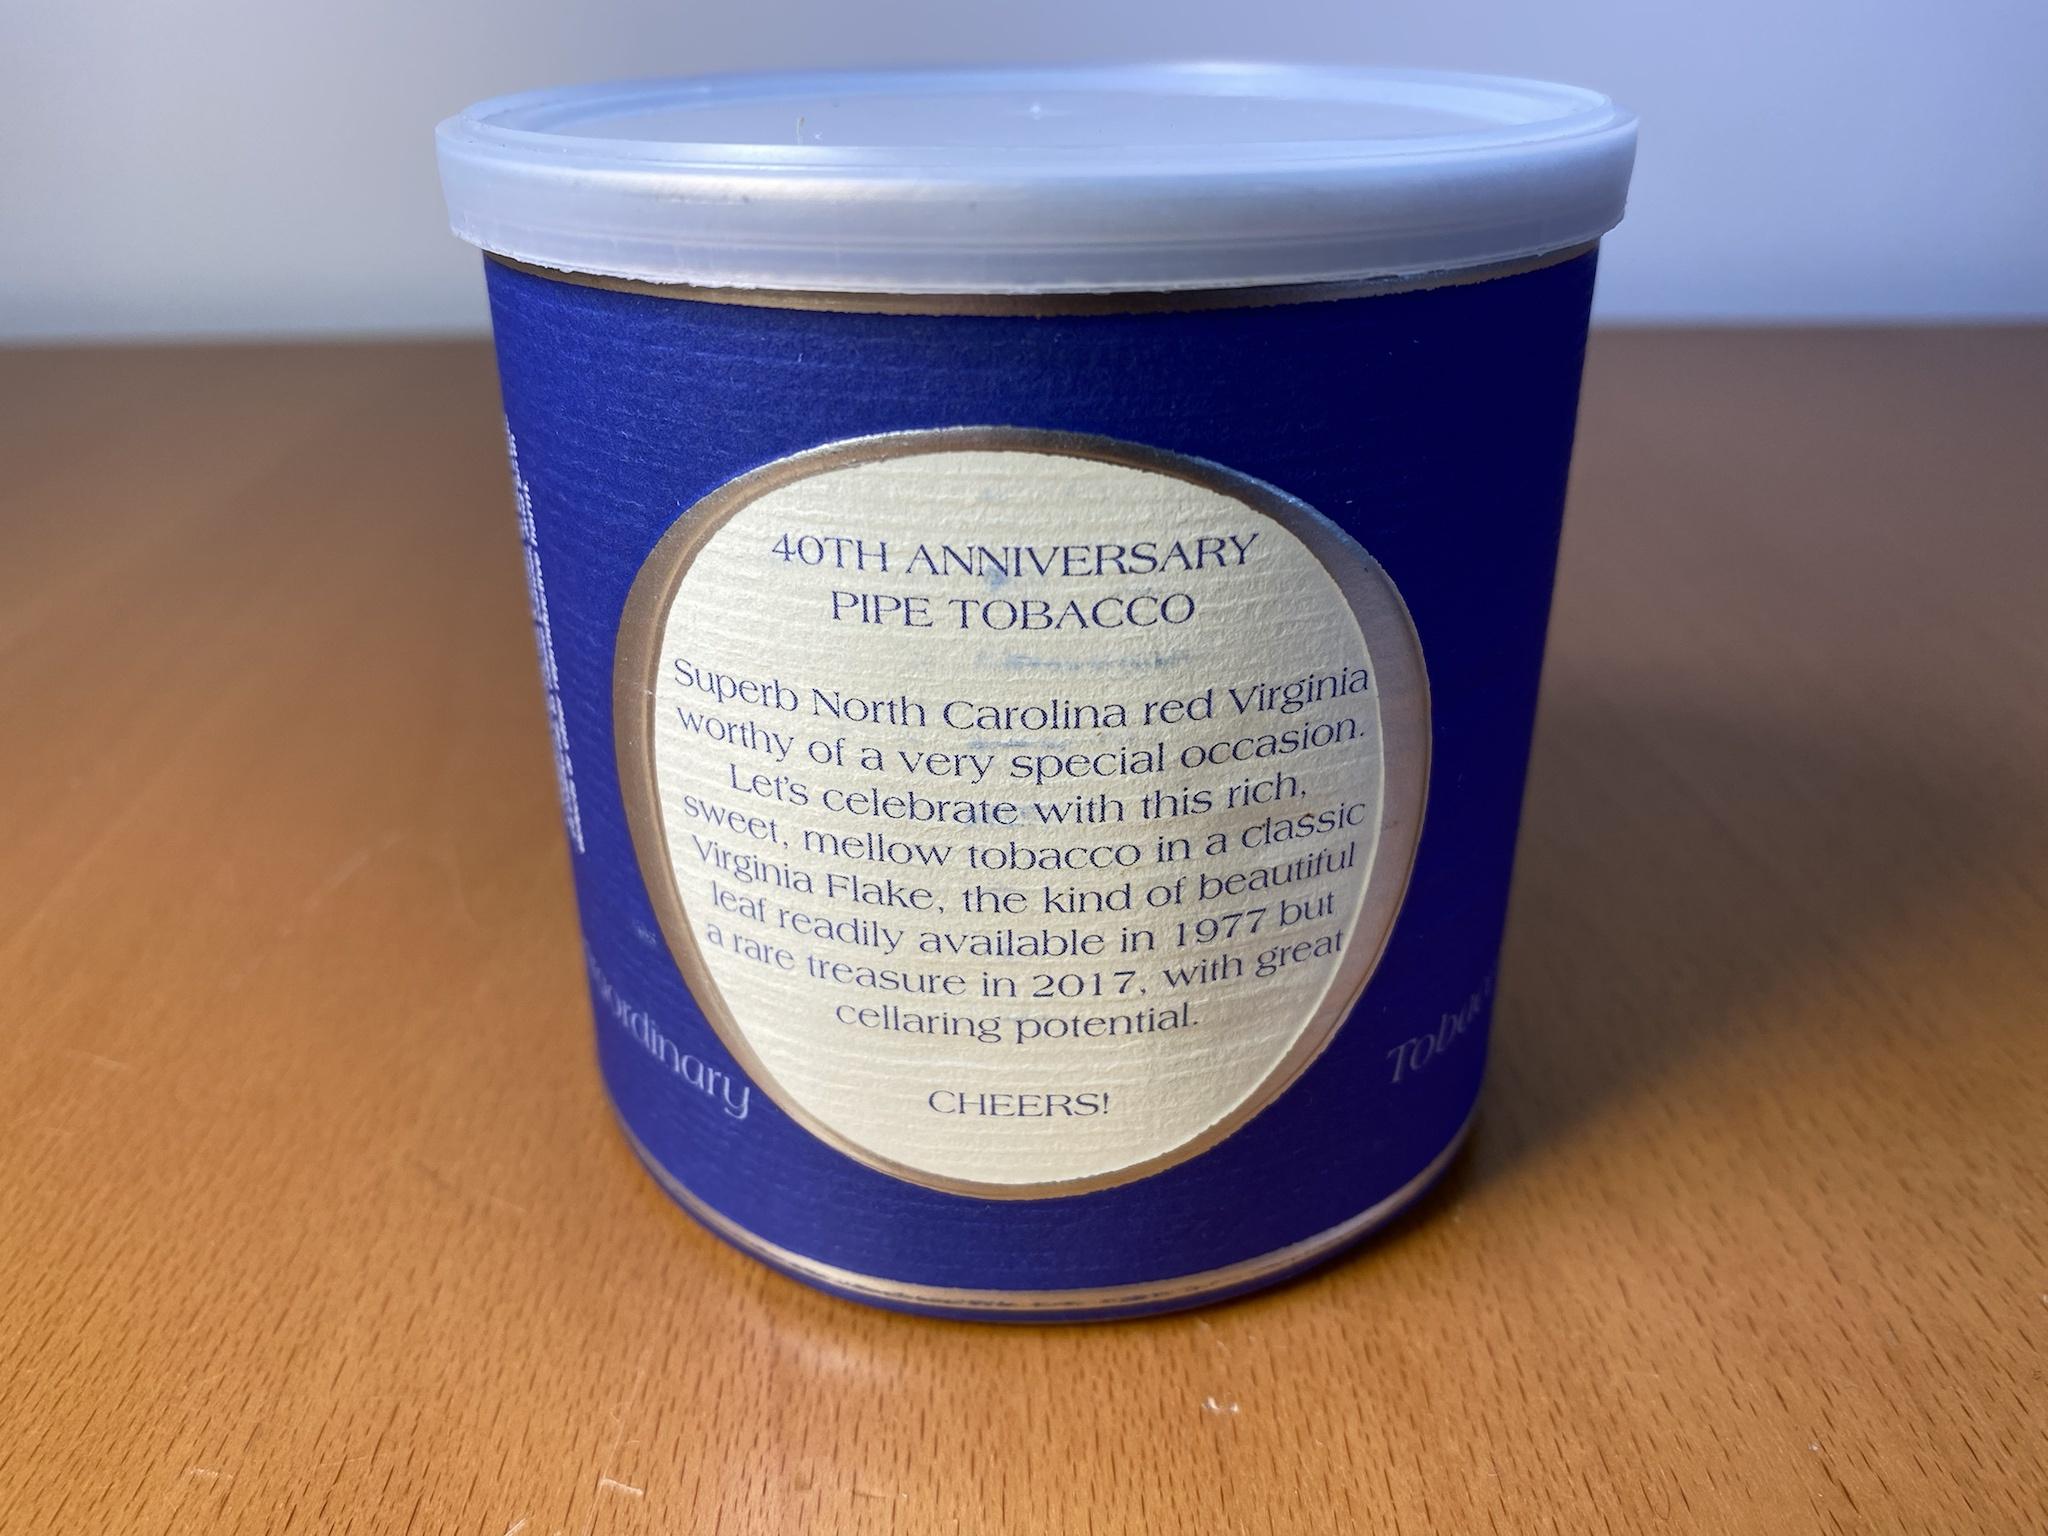 40TH ANNIVERSARY
PIPE TOBACCO
Superb North Carolina red Virginia
worthy of a very special occasion.
Let's celebrate with this rich,
sweet, mellow tobacco in a classic
Virginia Flake, the kind of beautiful
leaf readily available in 1977 but
a rare treasure in 2017, with great
cellaring potential.
CHEERS!